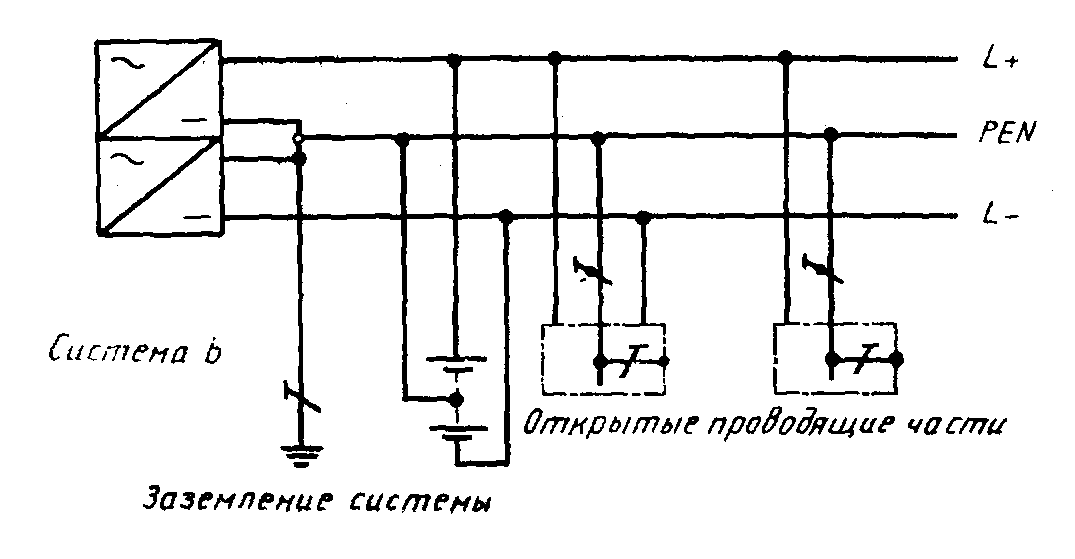 L+
PEN
L-
Система b
Открытые проводящие части
Заземление системы